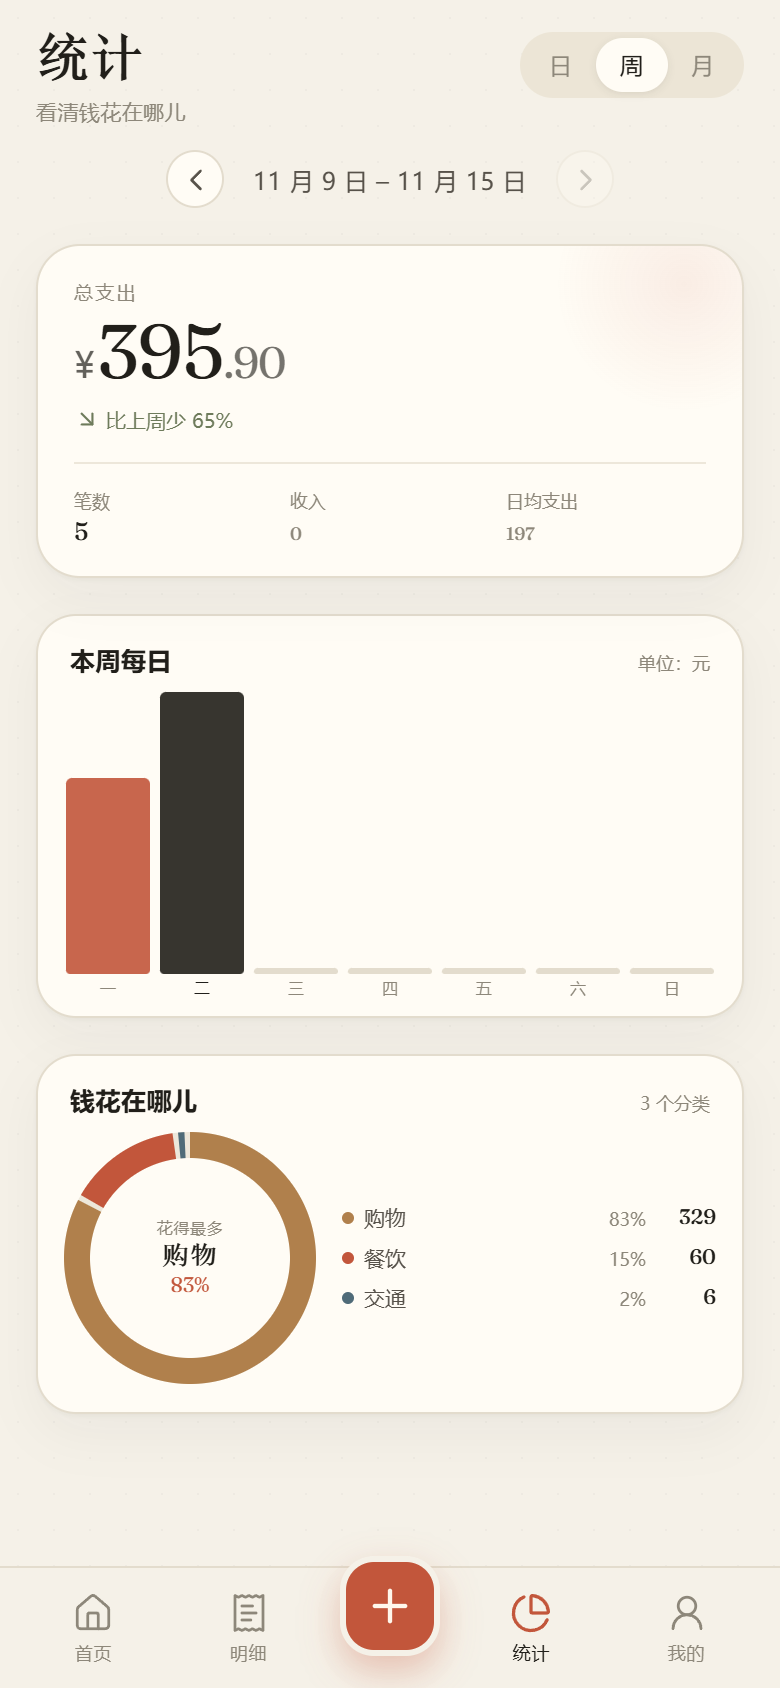 统计
日 周 月
看清钱花在哪儿
11 月 9 日 – 11 月 15 日
总支出
¥395.90
比上周少 65%
笔数 收入 日均支出
5 0 197
本周每日 单位：元
一 二 三 四 五 六 日
钱花在哪儿 3 个分类
花得最多
购物
83%
购物 83% 329
餐饮 15% 60
交通 2% 6
首页 明细 统计 我的